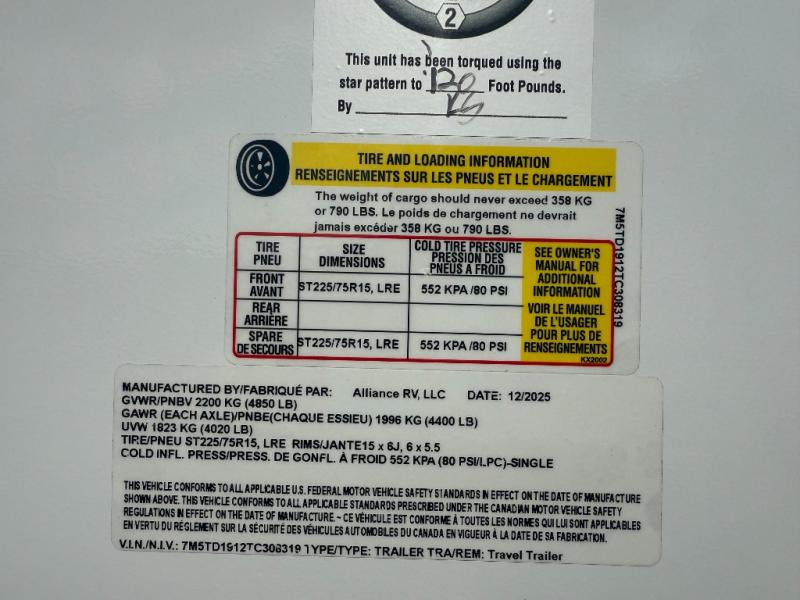 2
This unit has been torqued using the
star pattern to 120 Foot Pounds.
By
TIRE AND LOADING INFORMATION
RENSEIGNEMENTS SUR LES PNEUS ET LE CHARGEMENT
The weight of cargo should never exceed 358 KG
or 790 LBS. Le poids de chargement ne devrait
jamais excéder 358 KG ou 790 LBS.
TIRE
PNEU
SIZE
DIMENSIONS
COLD TIRE PRESSURE
PRESSION DES
PNEUS A FROID
SEE OWNER'S
MANUAL FOR
ADDITIONAL
INFORMATION
VOIR LE MANUEL
DE L'USAGER
POUR PLUS DE
RENSEIGNEMENTS
FRONT
AVANT
ST225/75R15, LRE
552 KPA /80 PSI
REAR
ARRIÈRE
SPARE
DE SECOURS
ST225/75R15, LRE
552 KPA /80 PSI
KX2002
7M5TD1912TC308319
MANUFACTURED BY/FABRIQUÉ PAR: Alliance RV, LLC DATE: 12/2025
GVWR/PNBV 2200 KG (4850 LB)
GAWR (EACH AXLE)/PNBE(CHAQUE ESSIEU) 1996 KG (4400 LB)
UVW 1823 KG (4020 LB)
TIRE/PNEU ST225/75R15, LRE RIMS/JANTE15 x 6J, 6 x 5.5
COLD INFL. PRESS/PRESS. DE GONFL. À FROID 552 KPA (80 PSI/LPC)-SINGLE
THIS VEHICLE CONFORMS TO ALL APPLICABLE U.S. FEDERAL MOTOR VEHICLE SAFETY STANDARDS IN EFFECT ON THE DATE OF MANUFACTURE
SHOWN ABOVE. THIS VEHICLE CONFORMS TO ALL APPLICABLE STANDARDS PRESCRIBED UNDER THE CANADIAN MOTOR VEHICLE SAFETY
REGULATIONS IN EFFECT ON THE DATE OF MANUFACTURE. ~ CE VÉHICULE EST CONFORME À TOUTES LES NORMES QUI LUI SONT APPLICABLES
EN VERTU DU RÉGLEMENT SUR LA SÉCURITÉ DES VÉHICULES AUTOMOBILES DU CANADA EN VIGUEUR À LA DATE DE SA FABRICATION.
V.I.N./N.I.V.: 7M5TD1912TC308319 TYPE/TYPE: TRAILER TRA/REM: Travel Trailer